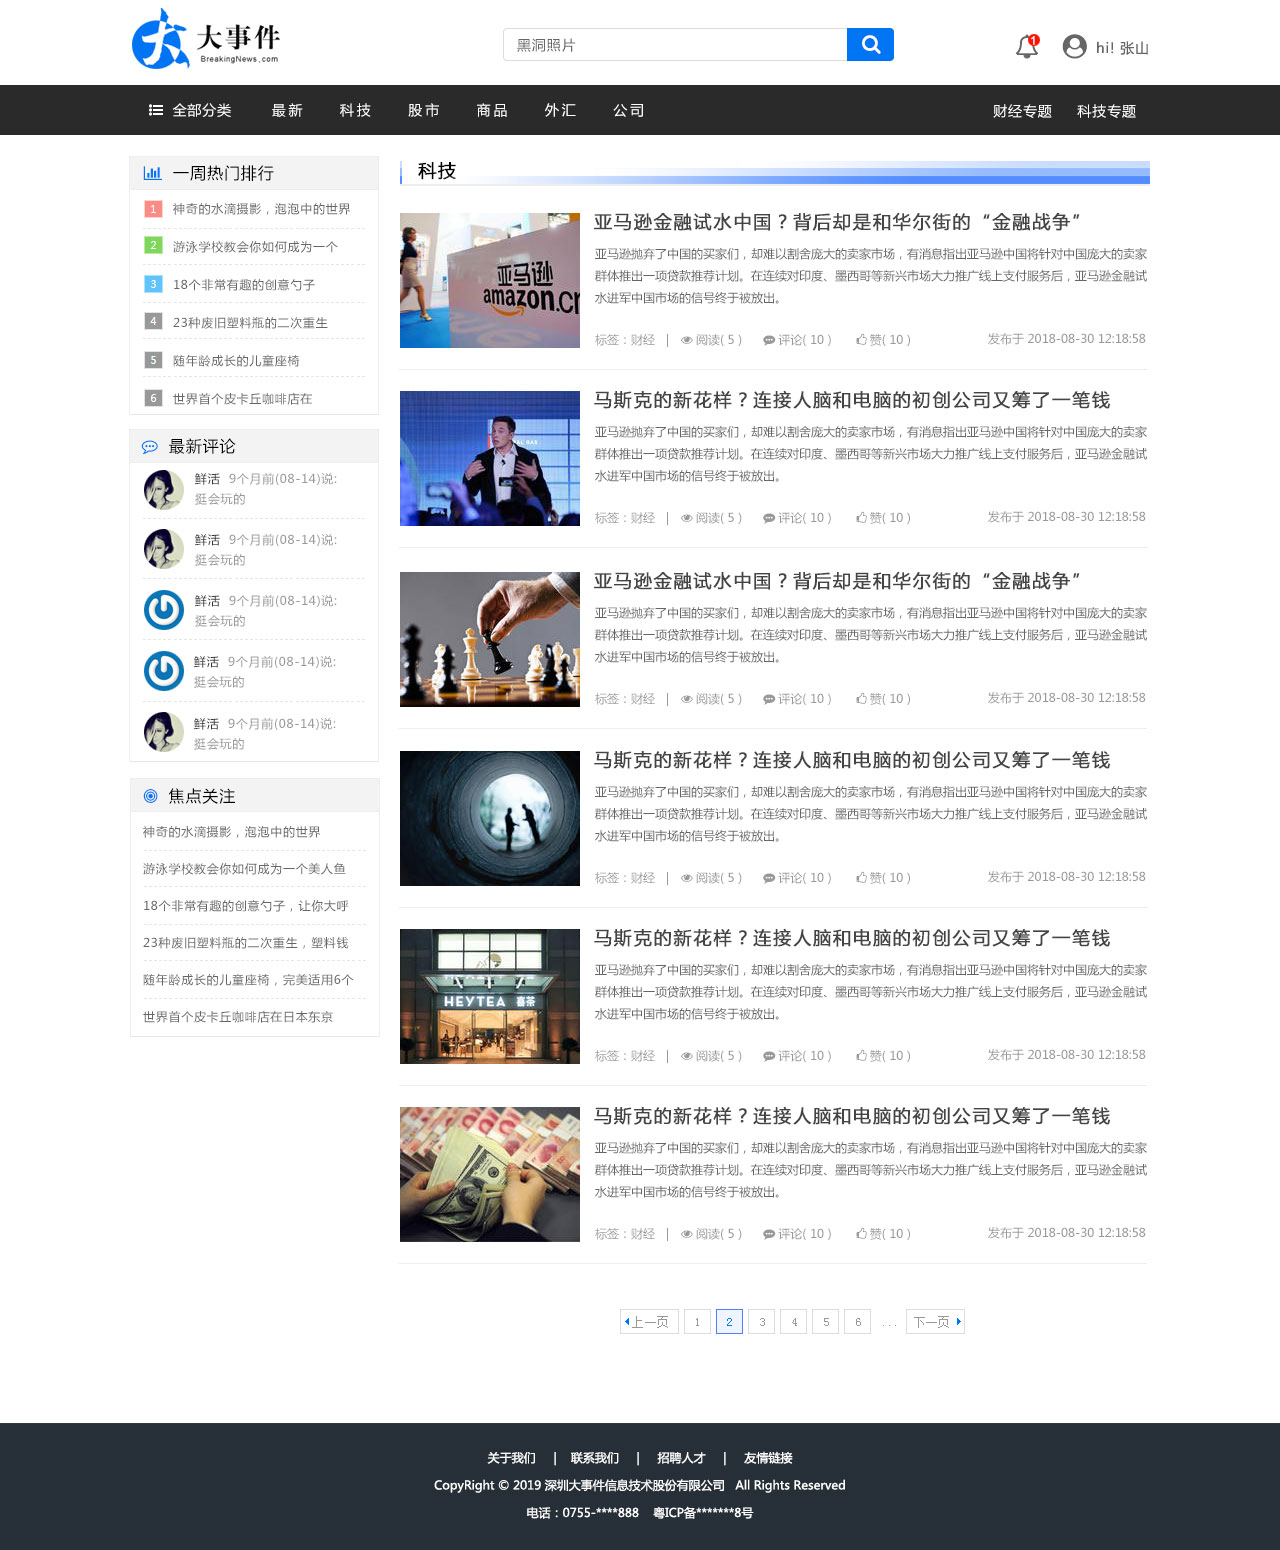 大事件
BreakingNews.com
黑洞照片
1
hi! 张山
全部分类 最新 科技 股市 商品 外汇 公司 财经专题 科技专题
一周热门排行
1 神奇的水滴摄影，泡泡中的世界
2 游泳学校教会你如何成为一个
3 18个非常有趣的创意勺子
4 23种废旧塑料瓶的二次重生
5 随年龄成长的儿童座椅
6 世界首个皮卡丘咖啡店在
最新评论
鲜活 9个月前(08-14)说:
挺会玩的
鲜活 9个月前(08-14)说:
挺会玩的
鲜活 9个月前(08-14)说:
挺会玩的
鲜活 9个月前(08-14)说:
挺会玩的
鲜活 9个月前(08-14)说:
挺会玩的
焦点关注
神奇的水滴摄影，泡泡中的世界
游泳学校教会你如何成为一个美人鱼
18个非常有趣的创意勺子，让你大呼
23种废旧塑料瓶的二次重生，塑料钱
随年龄成长的儿童座椅，完美适用6个
世界首个皮卡丘咖啡店在日本东京
科技
亚马逊
amazon.cn
亚马逊金融试水中国？背后却是和华尔街的“金融战争”
亚马逊抛弃了中国的买家们，却难以割舍庞大的卖家市场，有消息指出亚马逊中国将针对中国庞大的卖家
群体推出一项贷款推荐计划。在连续对印度、墨西哥等新兴市场大力推广线上支付服务后，亚马逊金融试
水进军中国市场的信号终于被放出。
标签：财经 | 阅读( 5 ) 评论( 10 ) 赞( 10 ) 发布于 2018-08-30 12:18:58
马斯克的新花样？连接人脑和电脑的初创公司又筹了一笔钱
亚马逊抛弃了中国的买家们，却难以割舍庞大的卖家市场，有消息指出亚马逊中国将针对中国庞大的卖家
群体推出一项贷款推荐计划。在连续对印度、墨西哥等新兴市场大力推广线上支付服务后，亚马逊金融试
水进军中国市场的信号终于被放出。
标签：财经 | 阅读( 5 ) 评论( 10 ) 赞( 10 ) 发布于 2018-08-30 12:18:58
亚马逊金融试水中国？背后却是和华尔街的“金融战争”
亚马逊抛弃了中国的买家们，却难以割舍庞大的卖家市场，有消息指出亚马逊中国将针对中国庞大的卖家
群体推出一项贷款推荐计划。在连续对印度、墨西哥等新兴市场大力推广线上支付服务后，亚马逊金融试
水进军中国市场的信号终于被放出。
标签：财经 | 阅读( 5 ) 评论( 10 ) 赞( 10 ) 发布于 2018-08-30 12:18:58
马斯克的新花样？连接人脑和电脑的初创公司又筹了一笔钱
亚马逊抛弃了中国的买家们，却难以割舍庞大的卖家市场，有消息指出亚马逊中国将针对中国庞大的卖家
群体推出一项贷款推荐计划。在连续对印度、墨西哥等新兴市场大力推广线上支付服务后，亚马逊金融试
水进军中国市场的信号终于被放出。
标签：财经 | 阅读( 5 ) 评论( 10 ) 赞( 10 ) 发布于 2018-08-30 12:18:58
HEYTEA 喜茶
马斯克的新花样？连接人脑和电脑的初创公司又筹了一笔钱
亚马逊抛弃了中国的买家们，却难以割舍庞大的卖家市场，有消息指出亚马逊中国将针对中国庞大的卖家
群体推出一项贷款推荐计划。在连续对印度、墨西哥等新兴市场大力推广线上支付服务后，亚马逊金融试
水进军中国市场的信号终于被放出。
标签：财经 | 阅读( 5 ) 评论( 10 ) 赞( 10 ) 发布于 2018-08-30 12:18:58
马斯克的新花样？连接人脑和电脑的初创公司又筹了一笔钱
亚马逊抛弃了中国的买家们，却难以割舍庞大的卖家市场，有消息指出亚马逊中国将针对中国庞大的卖家
群体推出一项贷款推荐计划。在连续对印度、墨西哥等新兴市场大力推广线上支付服务后，亚马逊金融试
水进军中国市场的信号终于被放出。
标签：财经 | 阅读( 5 ) 评论( 10 ) 赞( 10 ) 发布于 2018-08-30 12:18:58
上一页 1 2 3 4 5 6 ... 下一页
关于我们 | 联系我们 | 招聘人才 | 友情链接
CopyRight © 2019 深圳大事件信息技术股份有限公司 All Rights Reserved
电话：0755-****888 粤ICP备*******8号